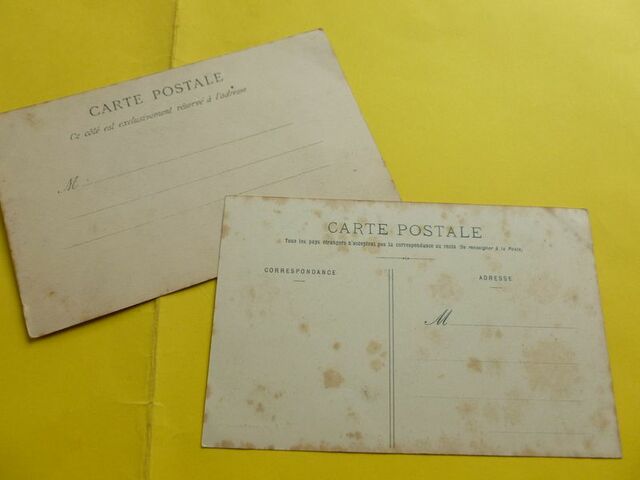 CARTE POSTALE
Ce côté est exclusivement réservé à l'adresse
M
CARTE POSTALE
Tous les pays étrangers n'acceptent pas la correspondance au recto (Se renseigner à la Poste)
CORRESPONDANCE
ADRESSE
M